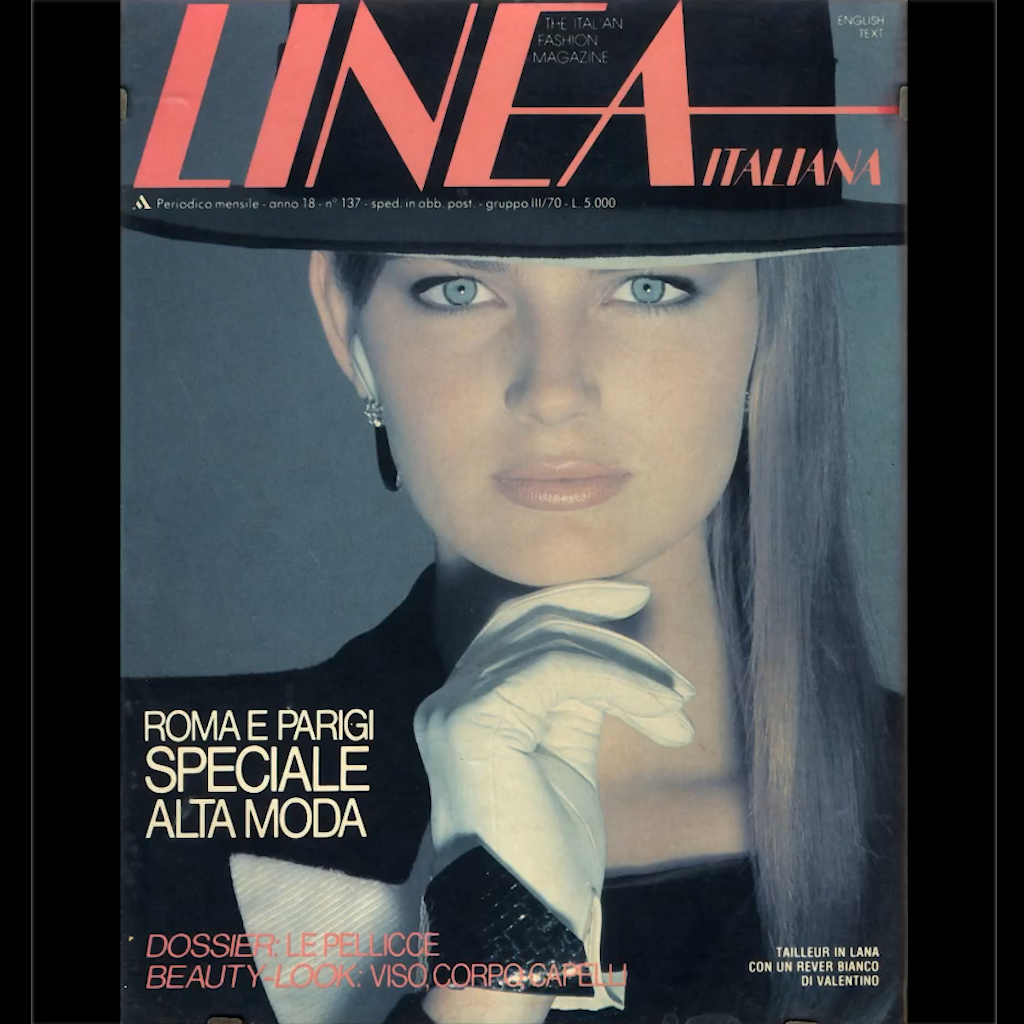 LINEA
THE ITALIAN
FASHION
MAGAZINE
ENGLISH
TEXT
ITALIANA
Periodico mensile - anno 18 - n° 137 - sped. in abb. post. - gruppo III/70 - L. 5.000
ROMA E PARIGI
SPECIALE
ALTA MODA
DOSSIER: LE PELLICCE
BEAUTY-LOOK: VISO, CORPO, CAPELLI
TAILLEUR IN LANA
CON UN REVER BIANCO
DI VALENTINO